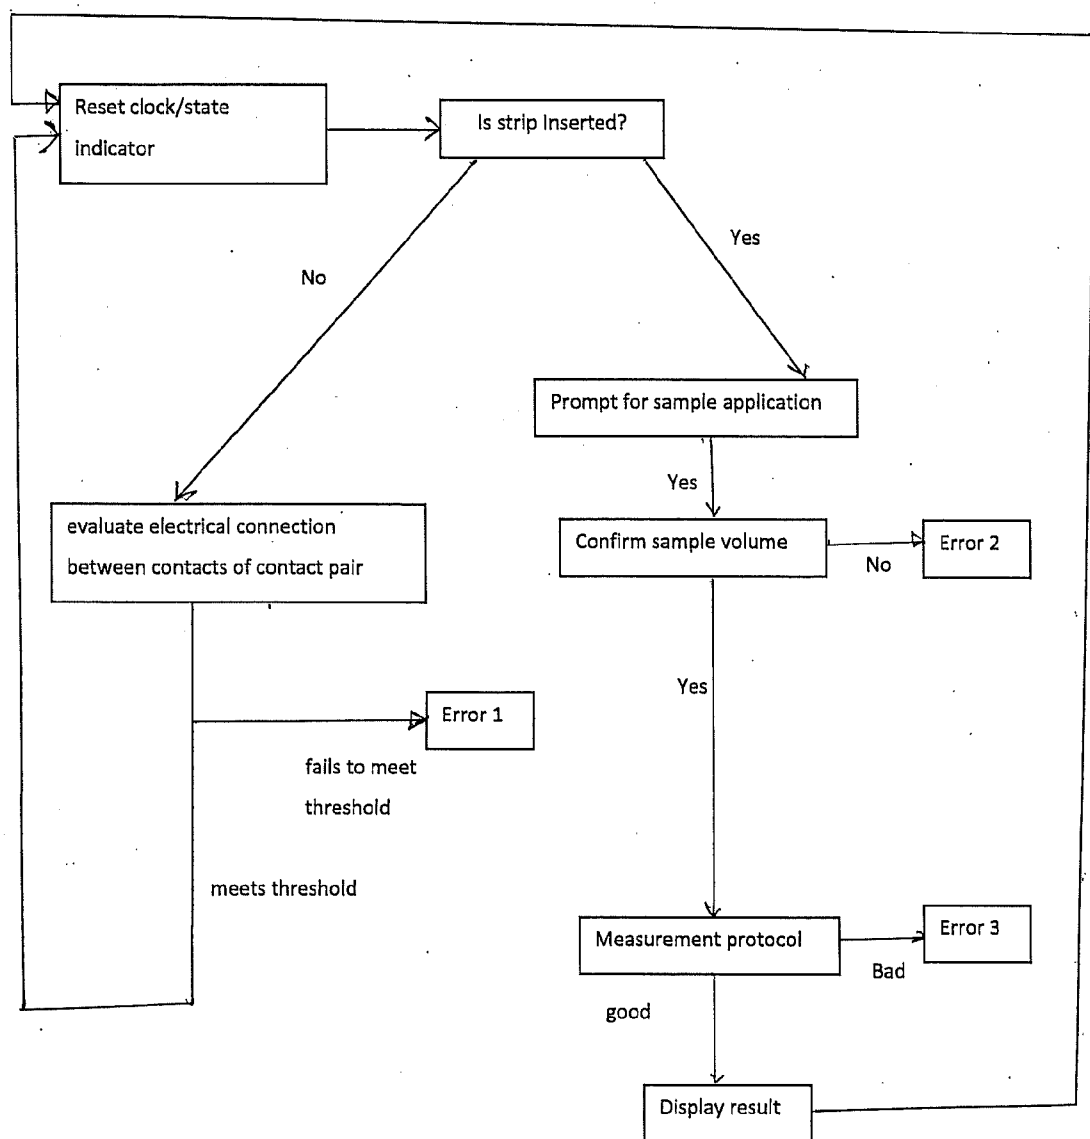 Reset clock/state
indicator
Is strip Inserted?
No
Yes
Prompt for sample application
Yes
evaluate electrical connection
between contacts of contact pair
Confirm sample volume
No
Error 2
Yes
Error 1
fails to meet
threshold
meets threshold
Measurement protocol
Error 3
Bad
good
Display result